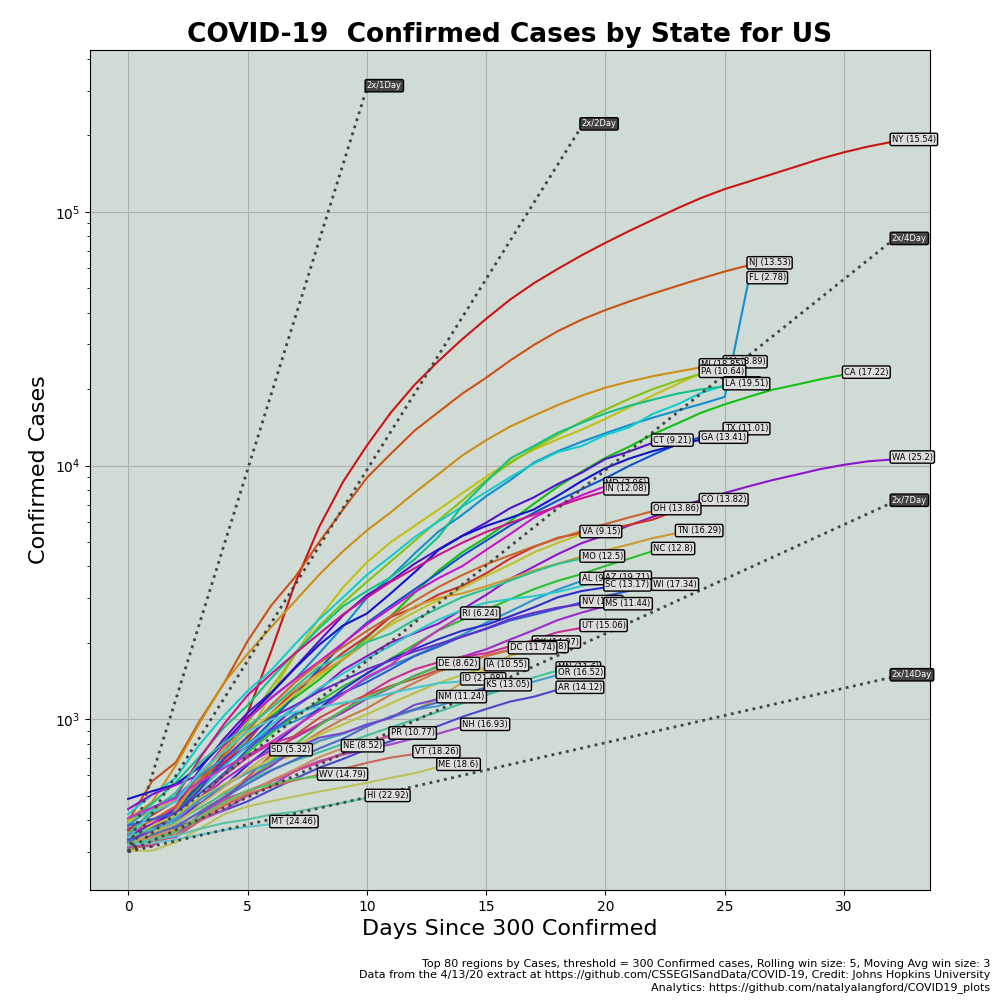 COVID-19 Confirmed Cases by State for US
2x/1Day
2x/2Day
NY (15.54)
10⁵
2x/4Day
NJ (13.53)
FL (2.78)
PA (10.64)
LA (19.51)
CA (17.22)
TX (11.01)
CT (9.21)
GA (13.41)
10⁴
WA (25.2)
IN (12.08)
CO (13.82)
2x/7Day
OH (13.86)
VA (9.15)
TN (16.29)
NC (12.8)
MO (12.5)
AL
AZ (19.71)
SC (13.17)
WI (17.34)
NV
MS (11.44)
RI (6.24)
UT (15.06)
DC (11.74)
DE (8.62)
IA (10.55)
OR (16.52)
ID
KS (13.05)
AR (14.12)
NM (11.24)
2x/14Day
NH (16.93)
10³
PR (10.77)
SD (5.32)
NE (8.52)
VT (18.26)
ME (18.6)
WV (14.79)
HI (22.92)
MT (24.46)
Confirmed Cases
0 5 10 15 20 25 30
Days Since 300 Confirmed
Top 80 regions by Cases, threshold = 300 Confirmed cases, Rolling win size: 5, Moving Avg win size: 3
Data from the 4/13/20 extract at https://github.com/CSSEGISandData/COVID-19, Credit: Johns Hopkins University
Analytics: https://github.com/natalyalangford/COVID19_plots